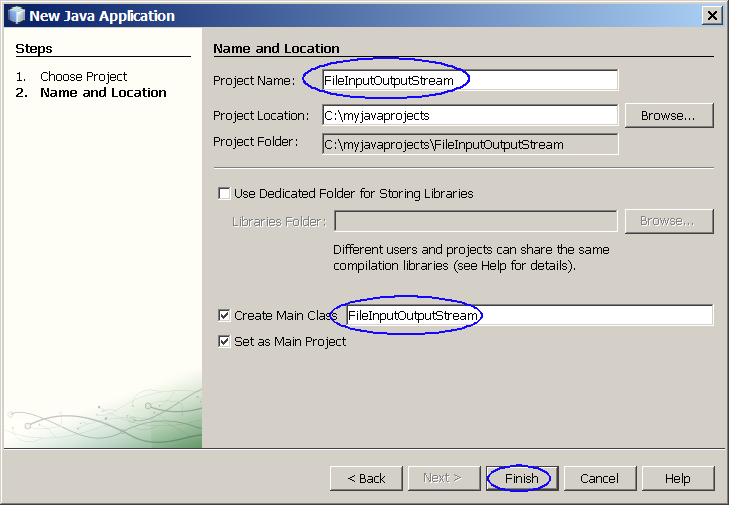 New Java Application
Steps
1. Choose Project
2. Name and Location
Name and Location
Project Name: FileInputOutputStream
Project Location: C:\myjavaprojects Browse...
Project Folder: C:\myjavaprojects\FileInputOutputStream
Use Dedicated Folder for Storing Libraries
Libraries Folder: Browse...
Different users and projects can share the same
compilation libraries (see Help for details).
Create Main Class FileInputOutputStream
Set as Main Project
< Back Next > Finish Cancel Help